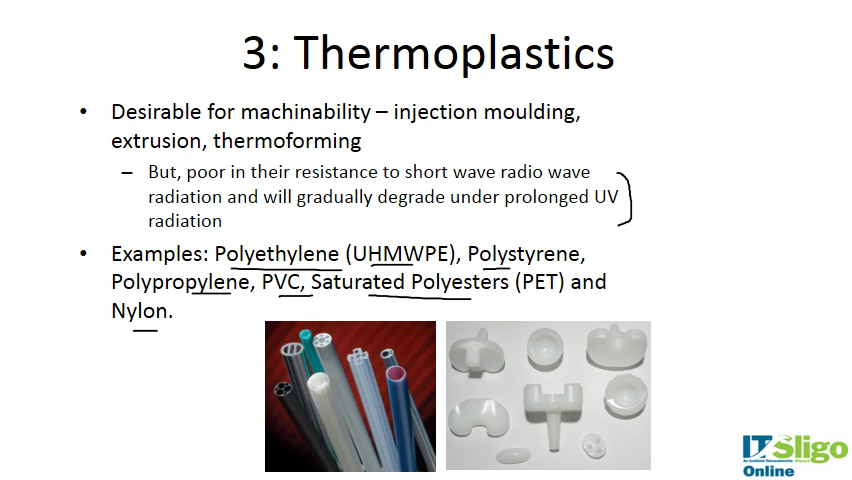 3: Thermoplastics
• Desirable for machinability – injection moulding,
extrusion, thermoforming
– But, poor in their resistance to short wave radio wave
radiation and will gradually degrade under prolonged UV
radiation
• Examples: Polyethylene (UHMWPE), Polystyrene,
Polypropylene, PVC, Saturated Polyesters (PET) and
Nylon.
IT Sligo
Online